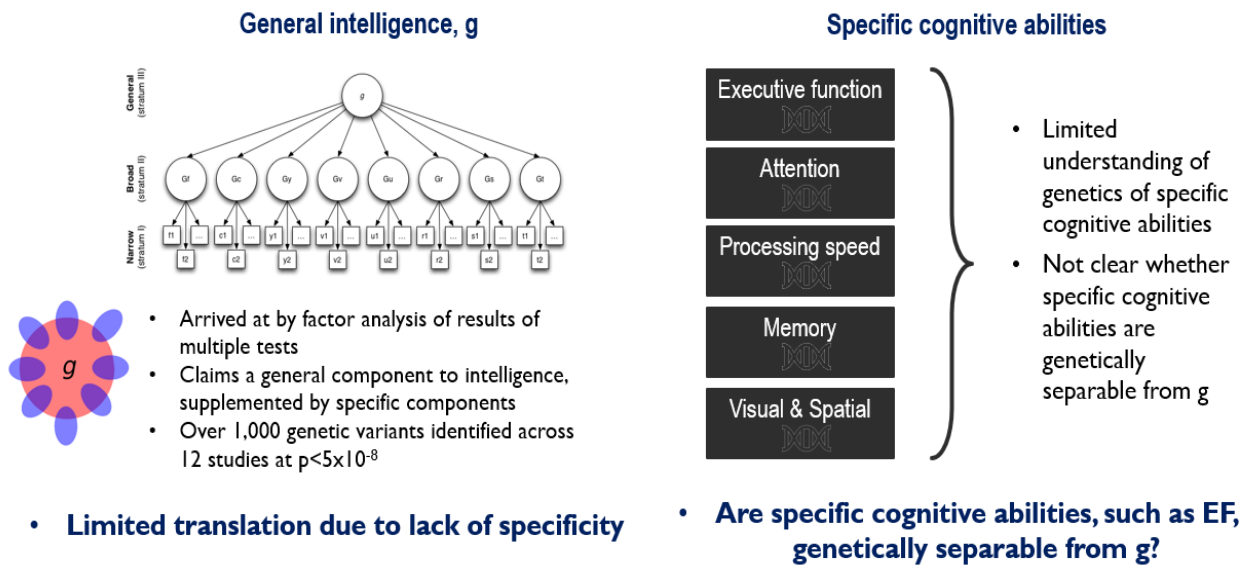 General intelligence, g
General
(stratum III)
g
Broad
(stratum II)
Gf Gc Gy Gv Gu Gr Gs Gt
Narrow
(stratum I)
f1 ... c1 ... y1 ... v1 ... u1 ... r1 ... s1 ... t1 ...
f2 c2 y2 v2 u2 r2 s2 t2
g
• Arrived at by factor analysis of results of
multiple tests
• Claims a general component to intelligence,
supplemented by specific components
• Over 1,000 genetic variants identified across
12 studies at p<5x10⁻⁸
• Limited translation due to lack of specificity
Specific cognitive abilities
Executive function
Attention
Processing speed
Memory
Visual & Spatial
• Limited
understanding of
genetics of specific
cognitive abilities
• Not clear whether
specific cognitive
abilities are
genetically
separable from g
• Are specific cognitive abilities, such as EF,
genetically separable from g?